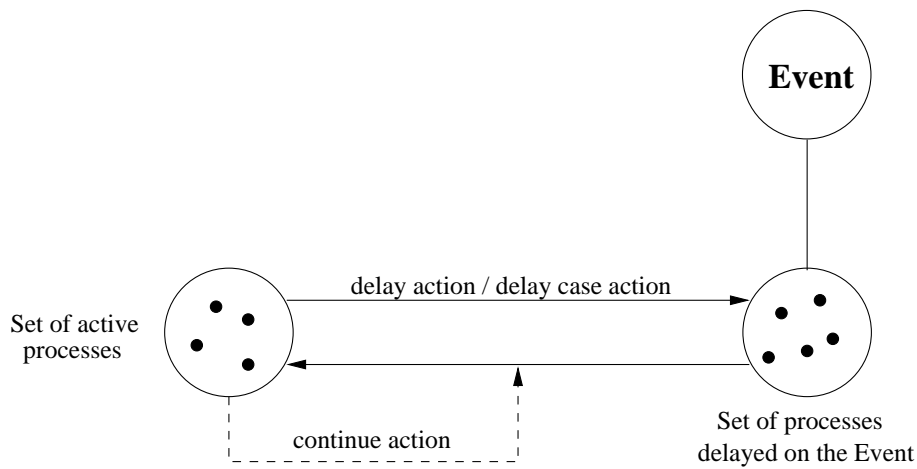 Event
delay action / delay case action
Set of active
processes
continue action
Set of processes
delayed on the Event